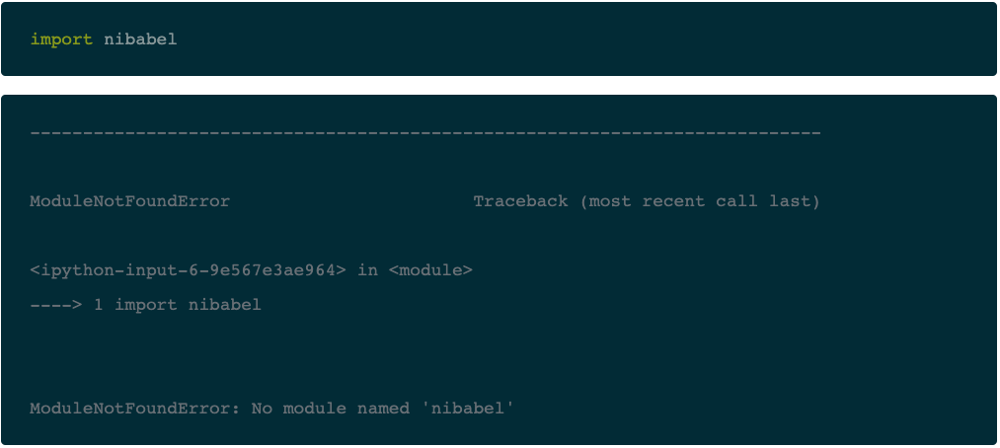 import nibabel
---------------------------------------------------------------------------
ModuleNotFoundError                       Traceback (most recent call last)
<ipython-input-6-9e567e3ae964> in <module>
----> 1 import nibabel
ModuleNotFoundError: No module named 'nibabel'